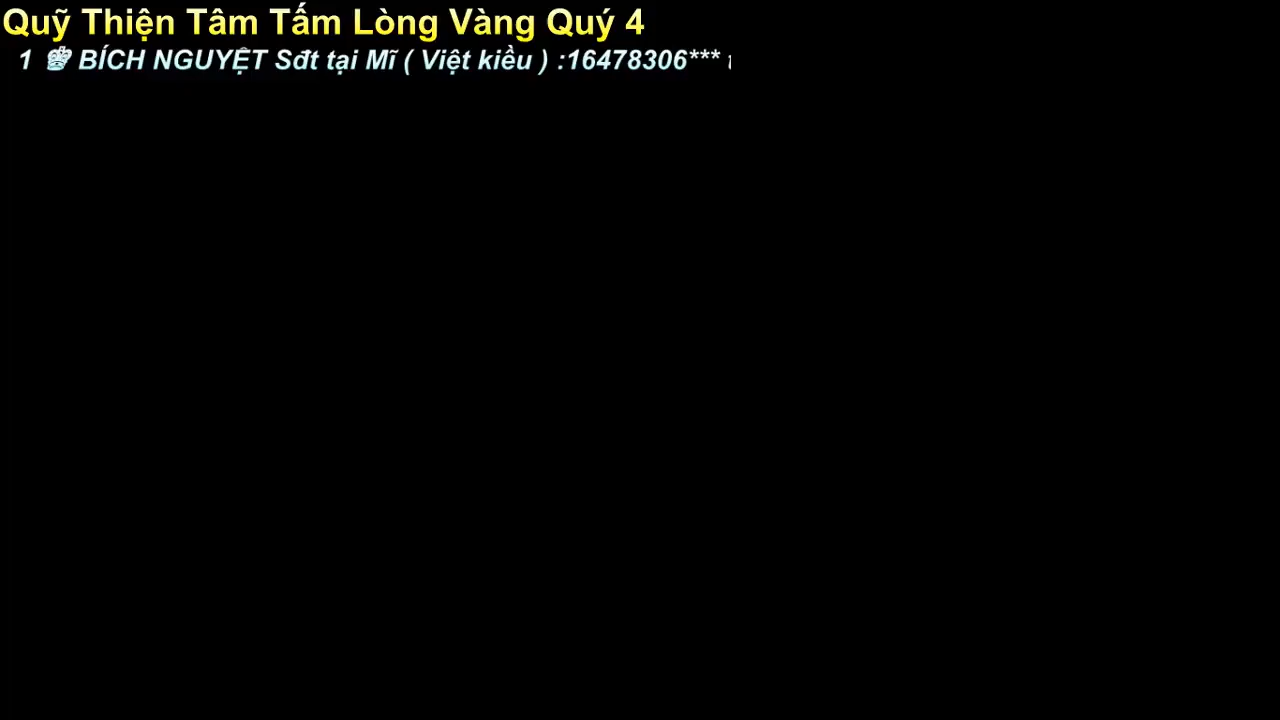 Quỹ Thiện Tâm Tấm Lòng Vàng Quý 4
1 ♚ BÍCH NGUYỆT Sđt tại Mĩ ( Việt kiều ) :16478306***